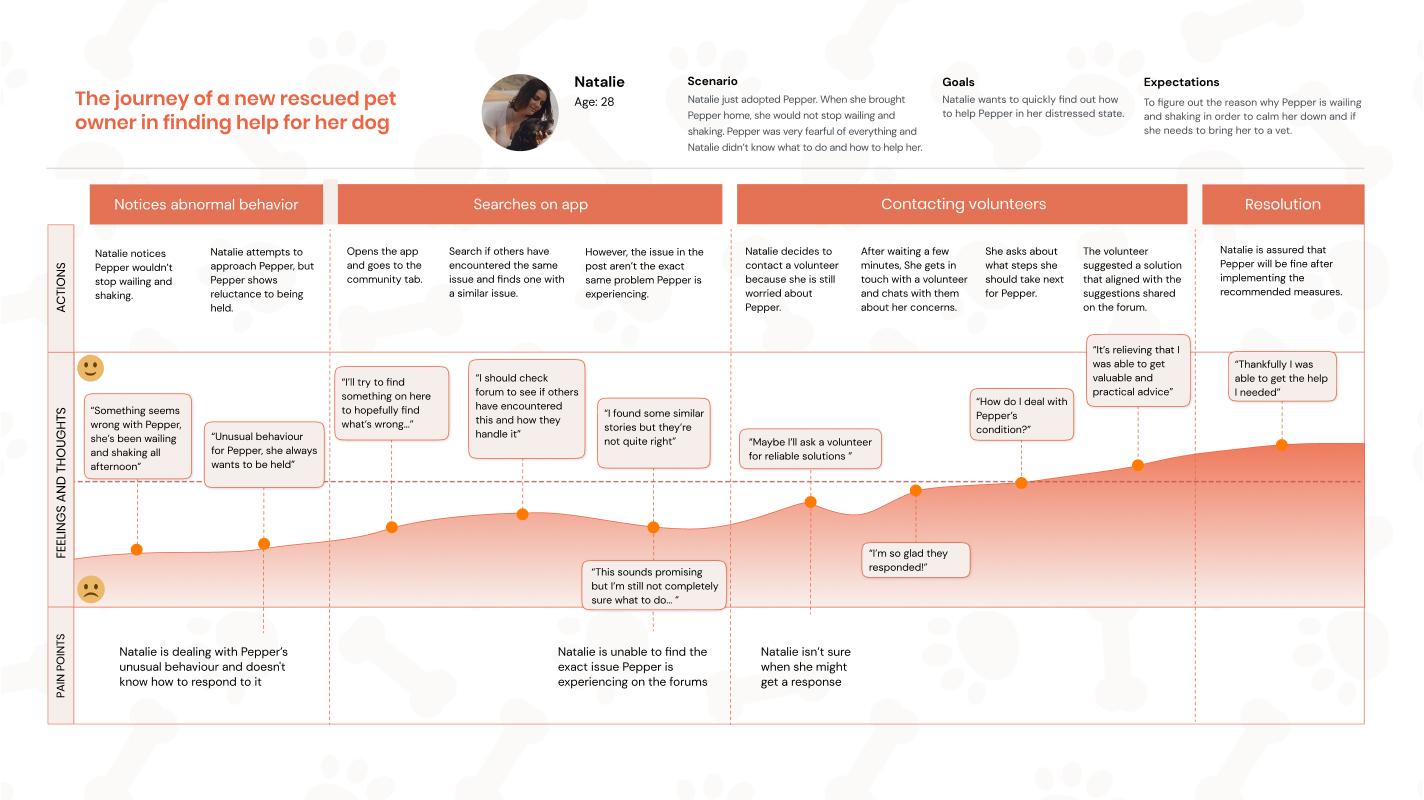 The journey of a new rescued pet
owner in finding help for her dog
Natalie
Age: 28
Scenario
Natalie just adopted Pepper. When she brought
Pepper home, she would not stop wailing and
shaking. Pepper was very fearful of everything and
Natalie didn't know what to do and how to help her.
Goals
Natalie wants to quickly find out how
to help Pepper in her distressed state.
Expectations
To figure out the reason why Pepper is wailing
and shaking in order to calm her down and if
she needs to bring her to a vet.
Notices abnormal behavior
Searches on app
Contacting volunteers
Resolution
ACTIONS
Natalie notices
Pepper wouldn't
stop wailing and
shaking.
Natalie attempts to
approach Pepper, but
Pepper shows
reluctance to being
held.
Opens the app
and goes to the
community tab.
Search if others have
encountered the same
issue and finds one with
a similar issue.
However, the issue in the
post aren't the exact
same problem Pepper is
experiencing.
Natalie decides to
contact a volunteer
because she is still
worried about
Pepper.
After waiting a few
minutes, She gets in
touch with a volunteer
and chats with them
about her concerns.
She asks about
what steps she
should take next
for Pepper.
The volunteer
suggested a solution
that aligned with the
suggestions shared
on the forum.
Natalie is assured that
Pepper will be fine after
implementing the
recommended measures.
FEELINGS AND THOUGHTS
"Something seems
wrong with Pepper,
she's been wailing
and shaking all
afternoon"
"Unusual behaviour
for Pepper, she always
wants to be held"
"I'll try to find
something on here
to hopefully find
what's wrong..."
"I should check
forum to see if others
have encountered
this and how they
handle it"
"I found some similar
stories but they're
not quite right"
"This sounds promising
but I'm still not completely
sure what to do... "
"Maybe I'll ask a volunteer
for reliable solutions "
"I'm so glad they
responded!"
"How do I deal with
Pepper's
condition?"
"It's relieving that I
was able to get
valuable and
practical advice"
"Thankfully I was
able to get the help
I needed"
PAIN POINTS
Natalie is dealing with Pepper's
unusual behaviour and doesn't
know how to respond to it
Natalie is unable to find the
exact issue Pepper is
experiencing on the forums
Natalie isn't sure
when she might
get a response